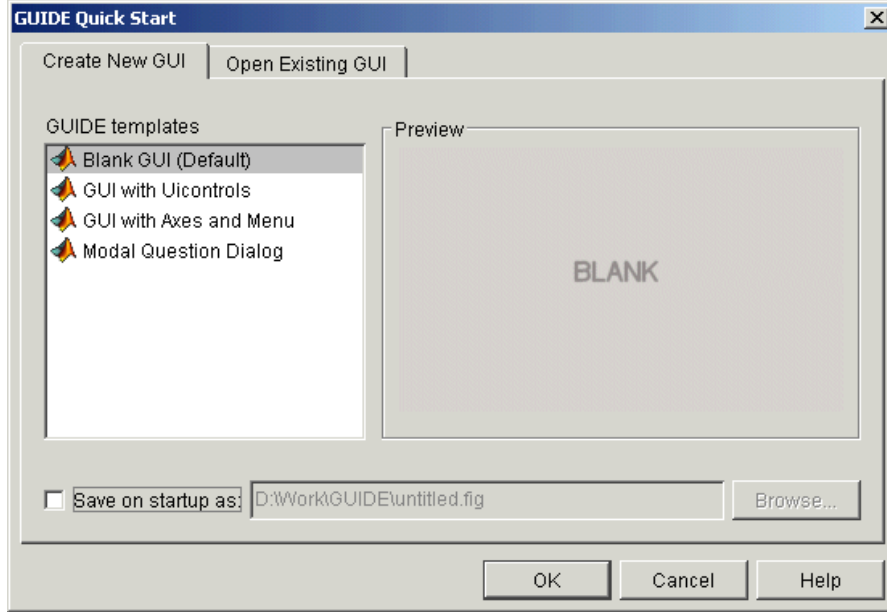 GUIDE Quick Start
Create New GUI
Open Existing GUI
GUIDE templates
Blank GUI (Default)
GUI with Uicontrols
GUI with Axes and Menu
Modal Question Dialog
Preview
BLANK
Save on startup as:
D:\Work\GUIDE\untitled.fig
Browse...
OK
Cancel
Help